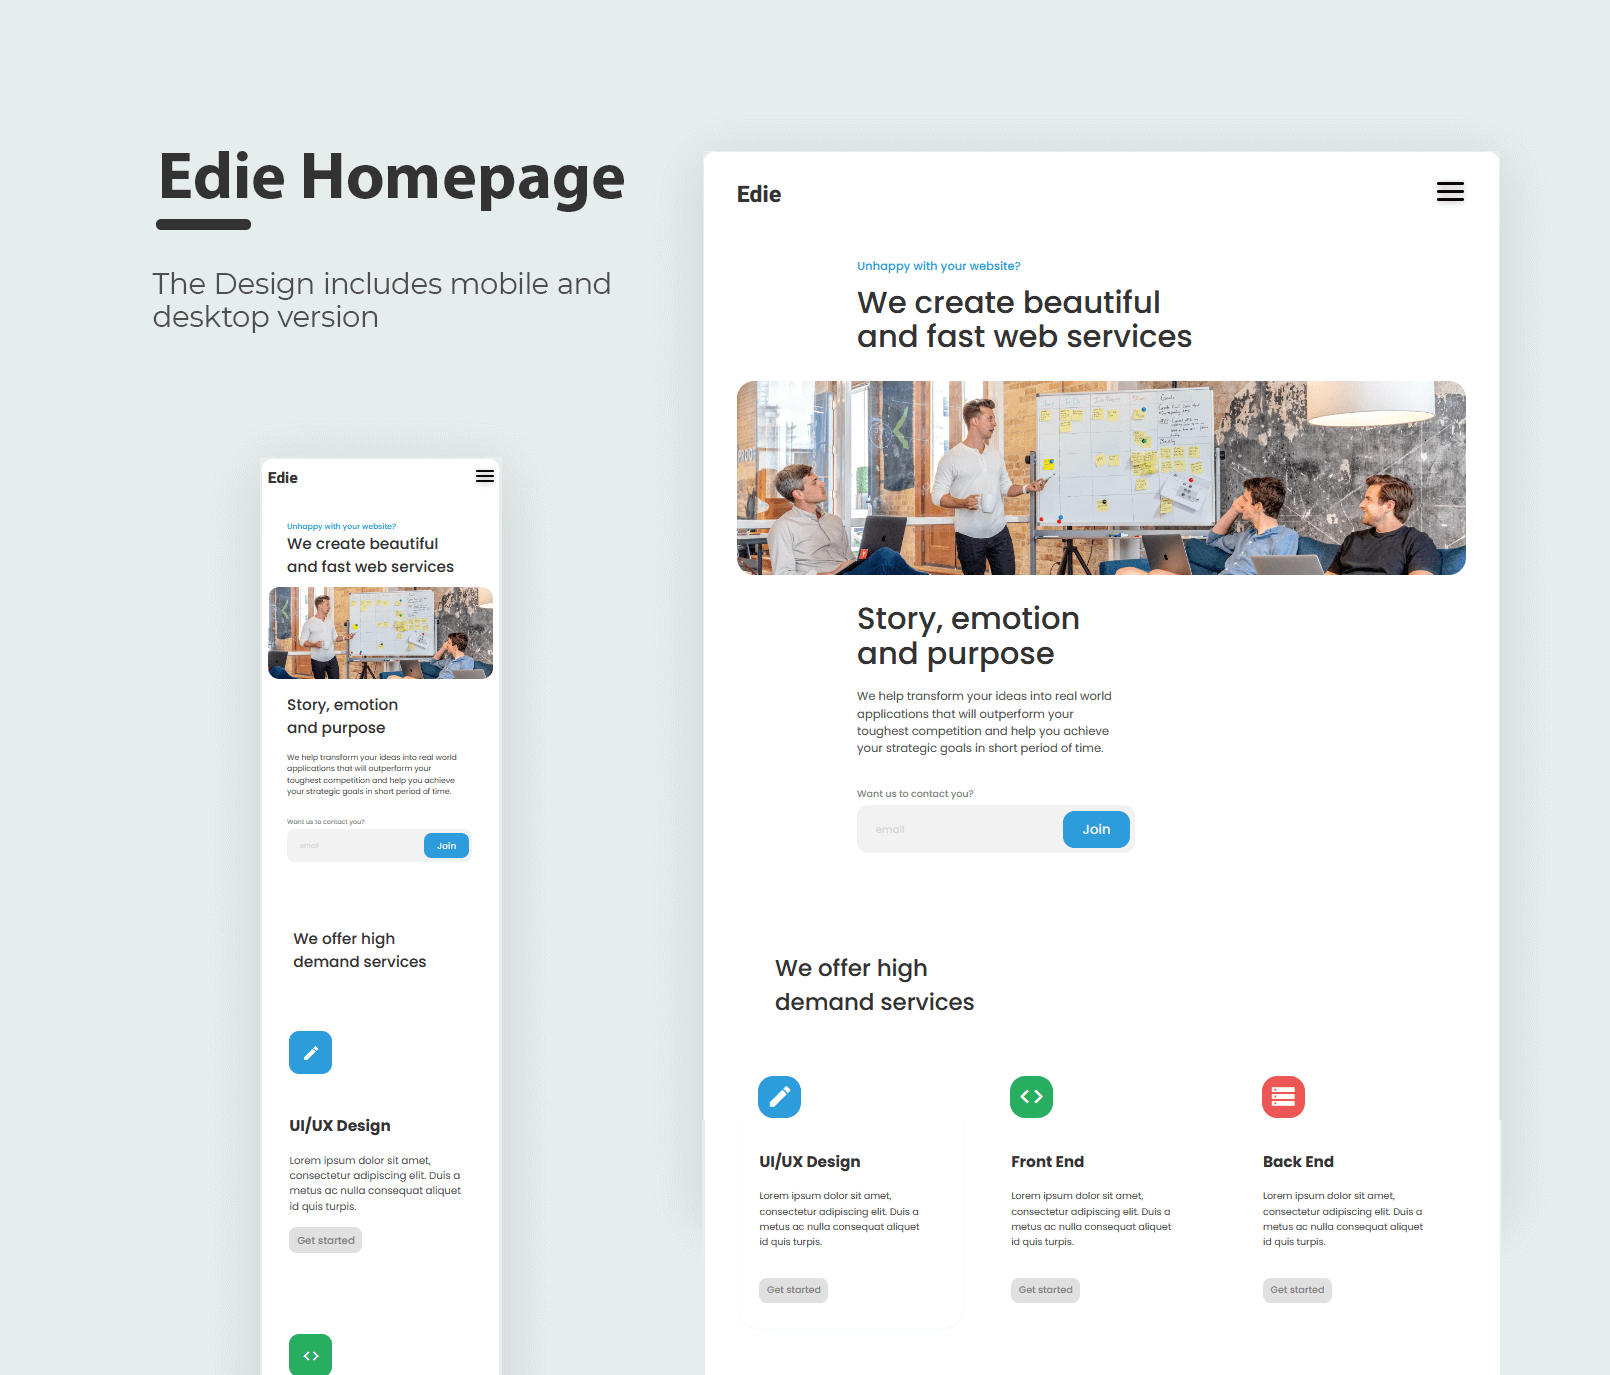 Edie Homepage
The Design includes mobile and
desktop version
Edie
Unhappy with your website?
We create beautiful
and fast web services
Story, emotion
and purpose
We help transform your ideas into real world
applications that will outperform your
toughest competition and help you achieve
your strategic goals in short period of time.
Want us to contact you?
email
Join
We offer high
demand services
UI/UX Design
Lorem ipsum dolor sit amet,
consectetur adipiscing elit. Duis a
metus ac nulla consequat aliquet
id quis turpis.
Get started
Edie
Unhappy with your website?
We create beautiful
and fast web services
Story, emotion
and purpose
We help transform your ideas into real world
applications that will outperform your
toughest competition and help you achieve
your strategic goals in short period of time.
Want us to contact you?
email
Join
We offer high
demand services
UI/UX Design
Lorem ipsum dolor sit amet,
consectetur adipiscing elit. Duis a
metus ac nulla consequat aliquet
id quis turpis.
Get started
Front End
Lorem ipsum dolor sit amet,
consectetur adipiscing elit. Duis a
metus ac nulla consequat aliquet
id quis turpis.
Get started
Back End
Lorem ipsum dolor sit amet,
consectetur adipiscing elit. Duis a
metus ac nulla consequat aliquet
id quis turpis.
Get started